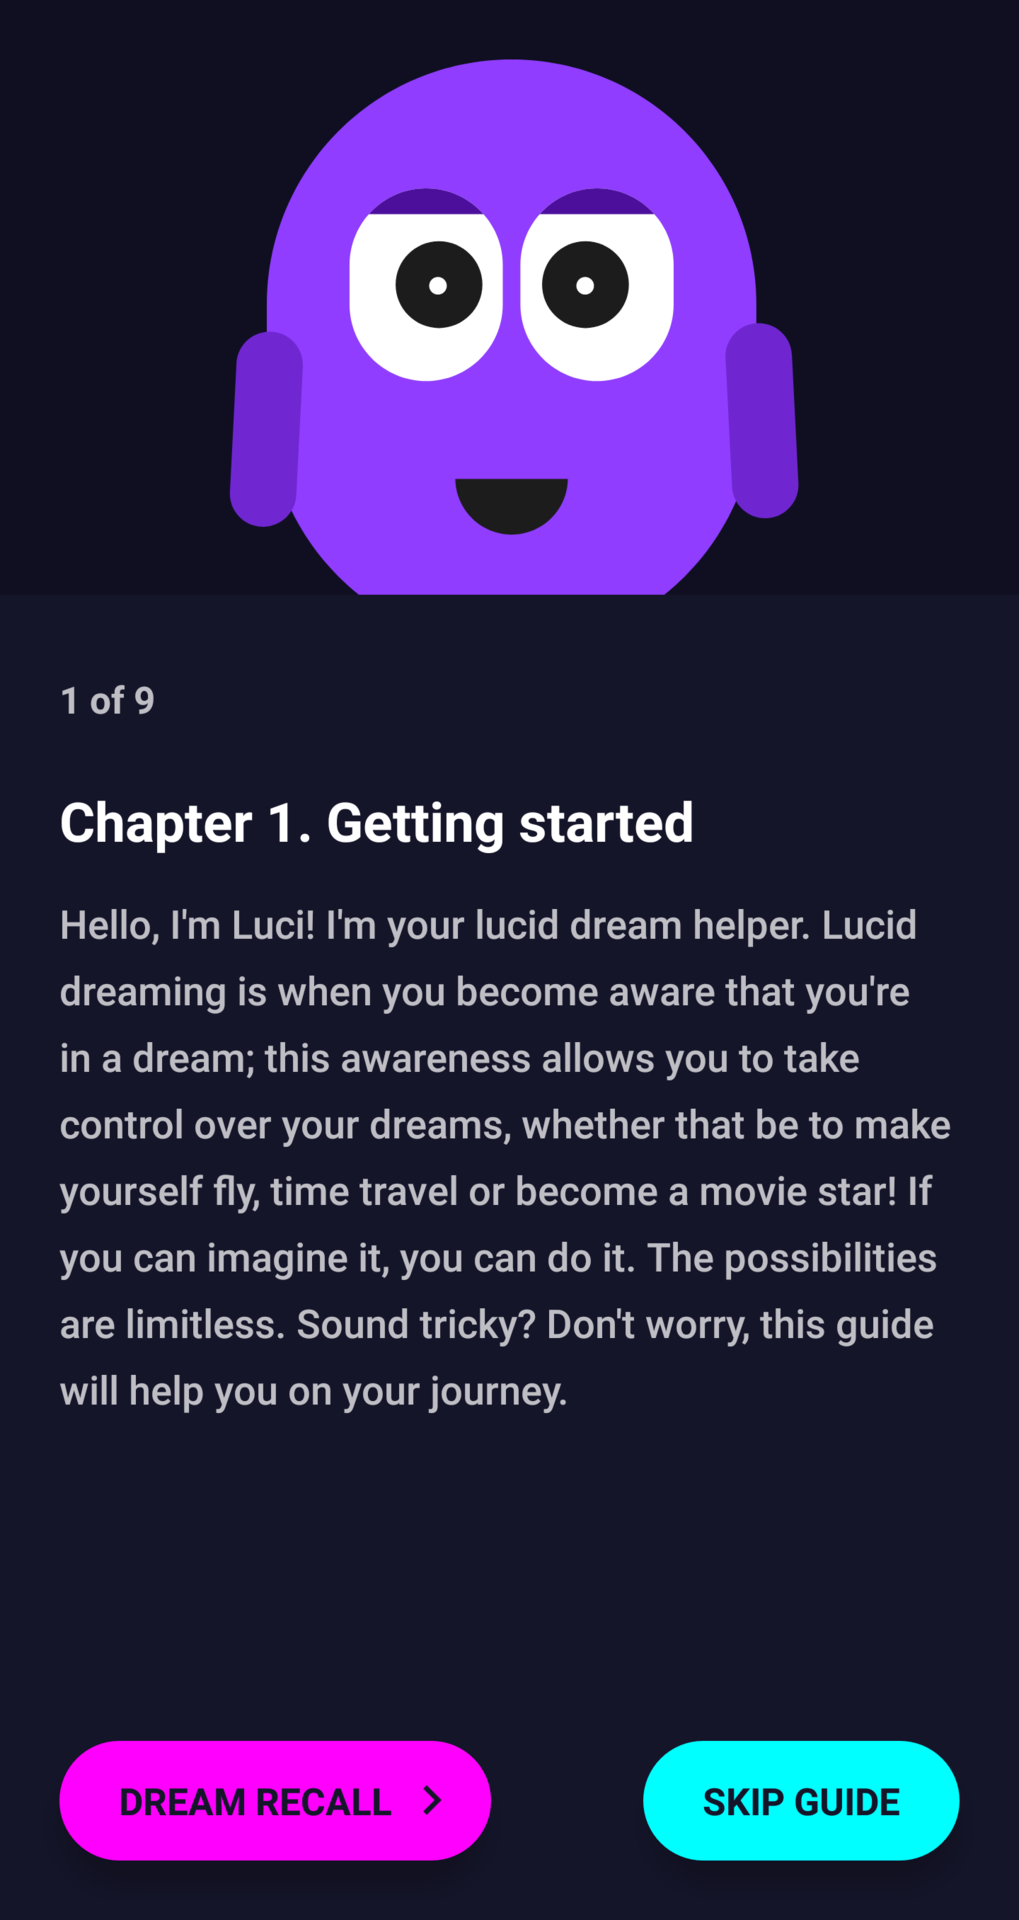 1 of 9
Chapter 1. Getting started
Hello, I'm Luci! I'm your lucid dream helper. Lucid
dreaming is when you become aware that you're
in a dream; this awareness allows you to take
control over your dreams, whether that be to make
yourself fly, time travel or become a movie star! If
you can imagine it, you can do it. The possibilities
are limitless. Sound tricky? Don't worry, this guide
will help you on your journey.
DREAM RECALL
SKIP GUIDE